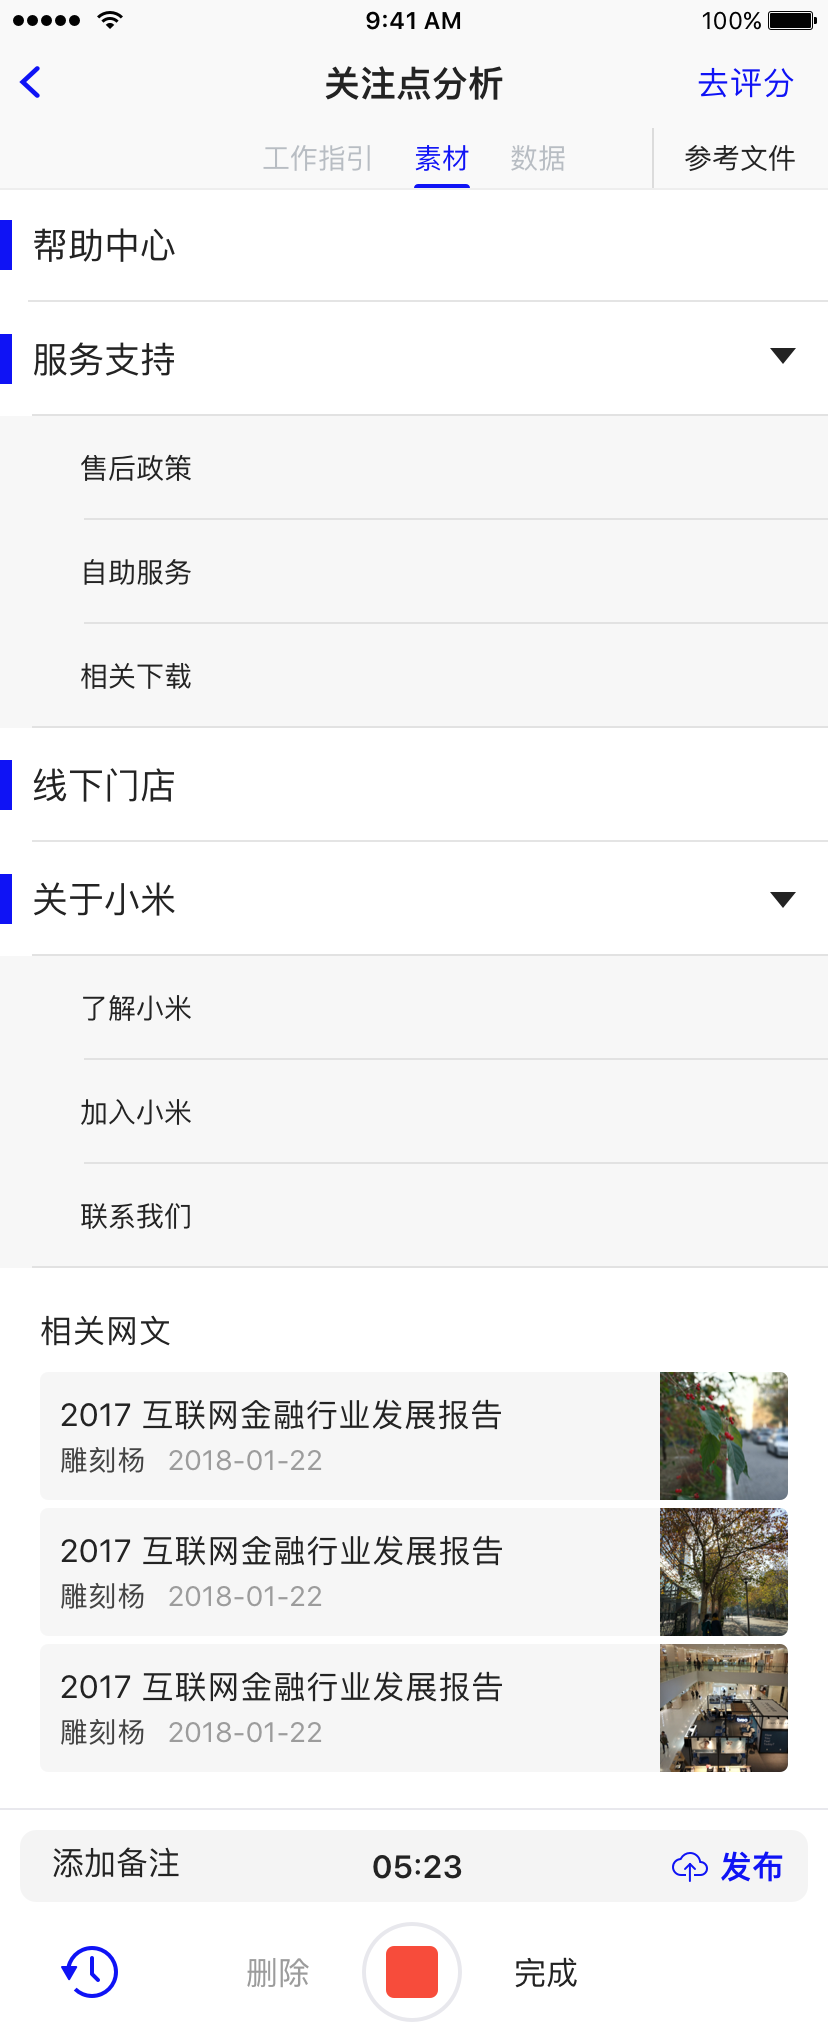 9:41 AM 100%
关注点分析 去评分
工作指引 素材 数据 参考文件
帮助中心
服务支持
售后政策
自助服务
相关下载
线下门店
关于小米
了解小米
加入小米
联系我们
相关网文
2017 互联网金融行业发展报告
雕刻杨 2018-01-22
2017 互联网金融行业发展报告
雕刻杨 2018-01-22
2017 互联网金融行业发展报告
雕刻杨 2018-01-22
添加备注 05:23 发布
删除 完成